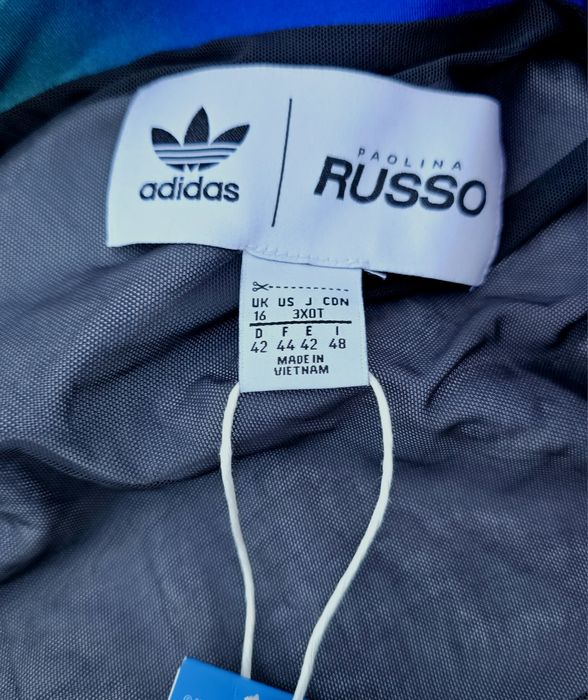 adidas
PAOLINA
RUSSO
UK US J CDN
16 3XOT
D F E I
42 44 42 48
MADE IN
VIETNAM